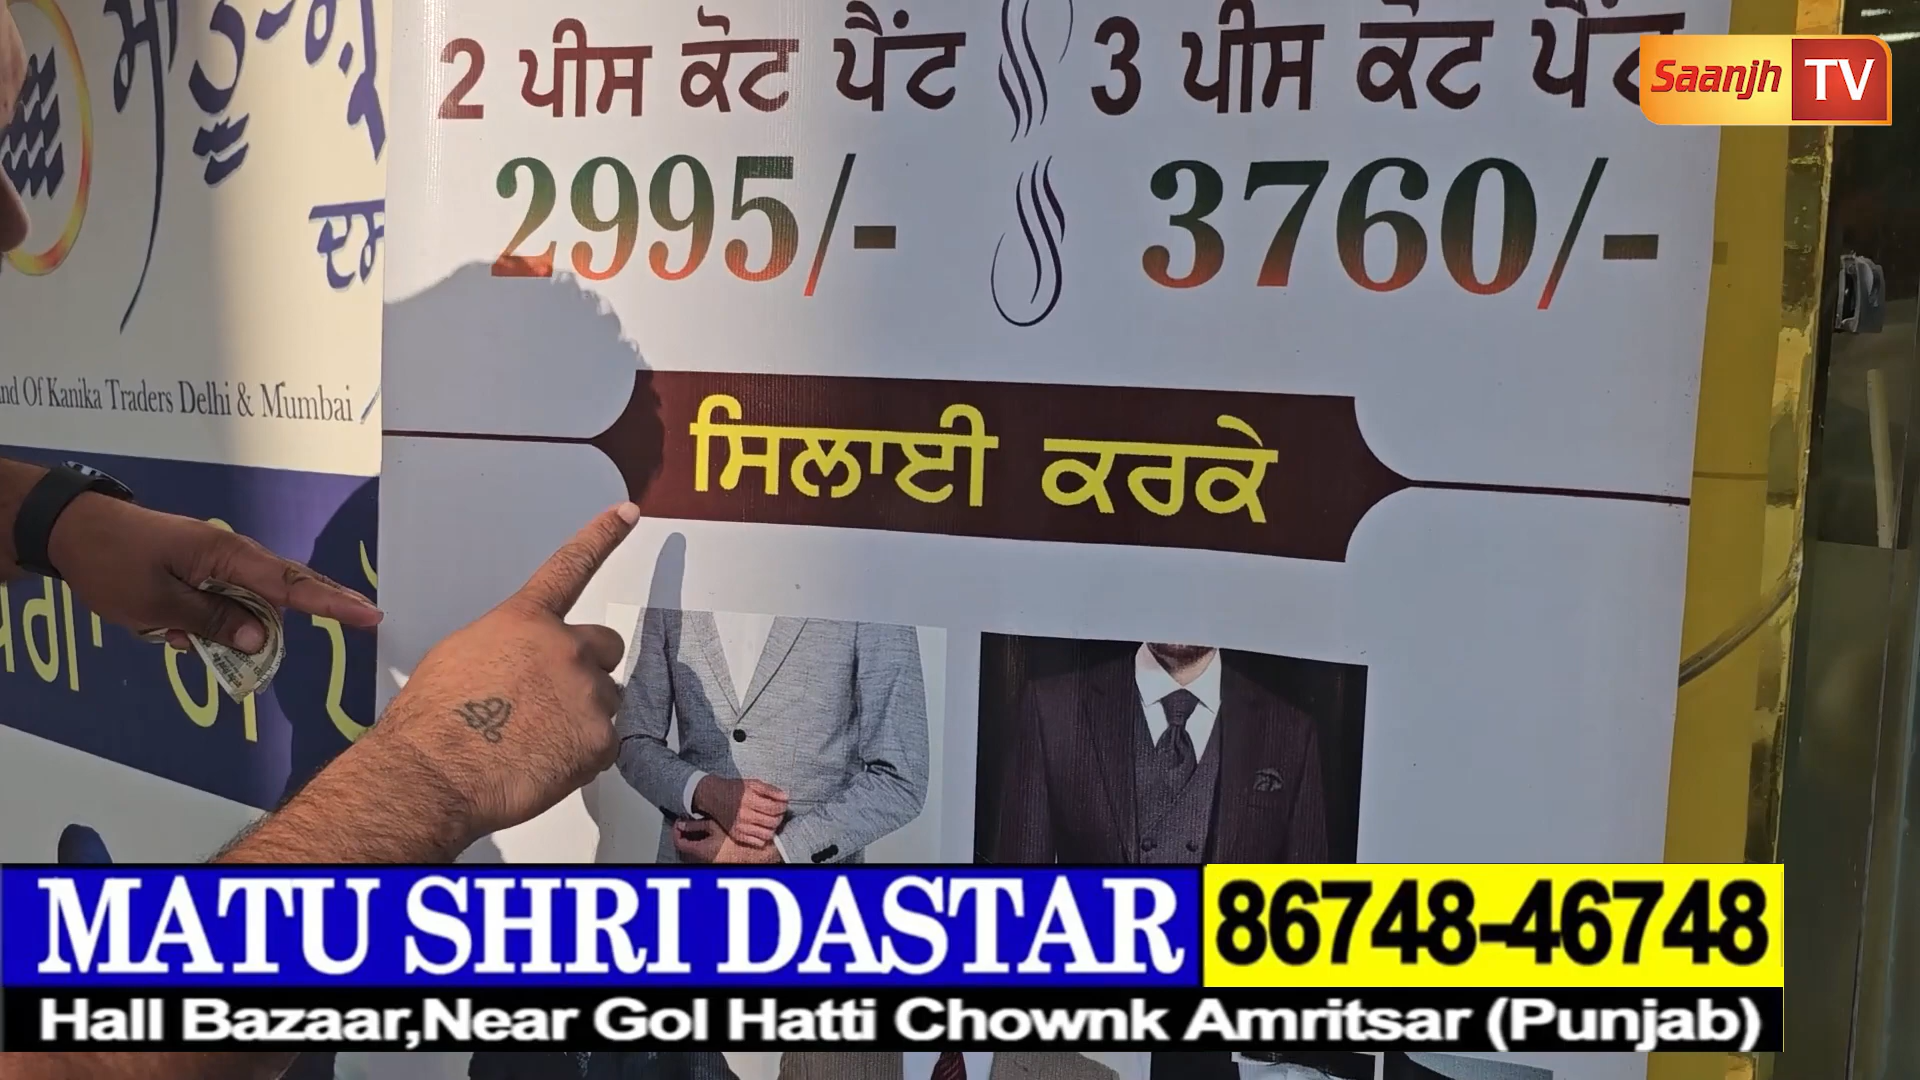 2 ਪੀਸ ਕੋਟ ਪੈਂਟ
3 ਪੀਸ ਕੋਟ ਪੈਂਟ
Saanjh TV
2995/-
3760/-
Of Kanika Traders Delhi & Mumbai
ਸਿਲਾਈ ਕਰਕੇ
MATU SHRI DASTAR
86748-46748
Hall Bazaar,Near Gol Hatti Chownk Amritsar (Punjab)